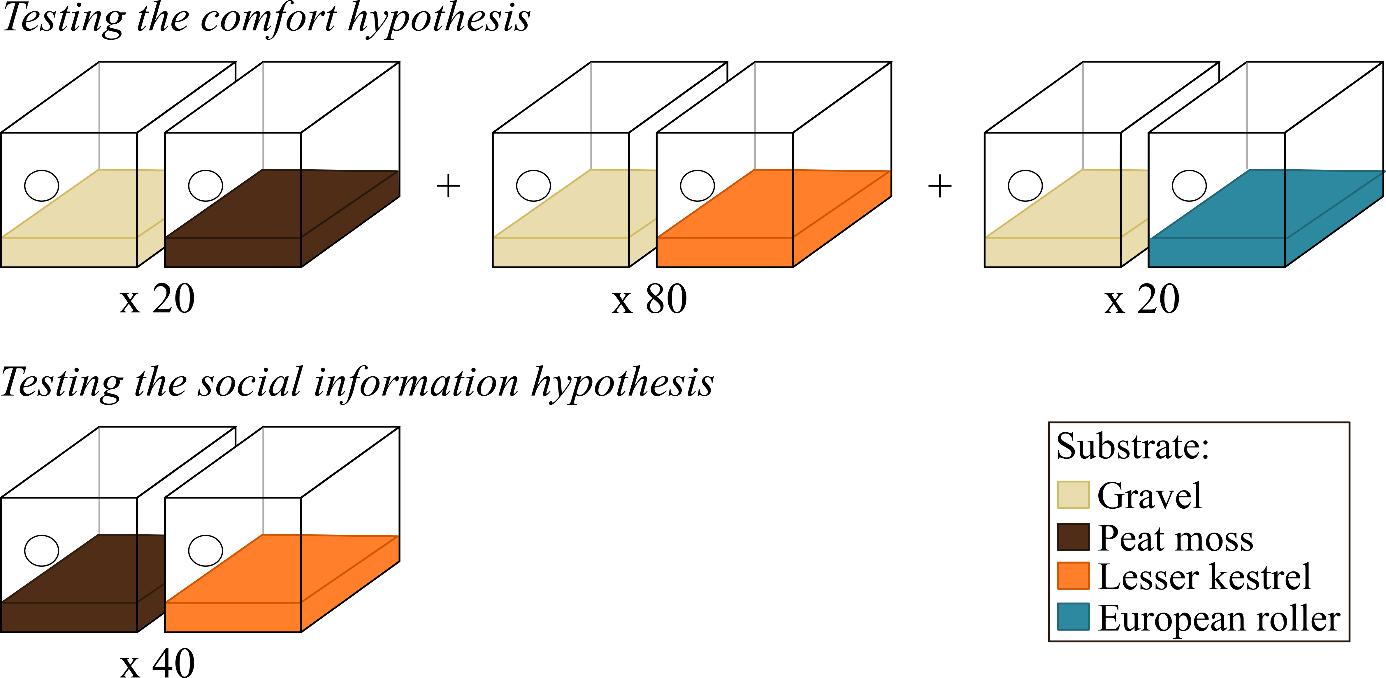 Testing the comfort hypothesis
+
+
x 20
x 80
x 20
Testing the social information hypothesis
x 40
Substrate:
Gravel
Peat moss
Lesser kestrel
European roller